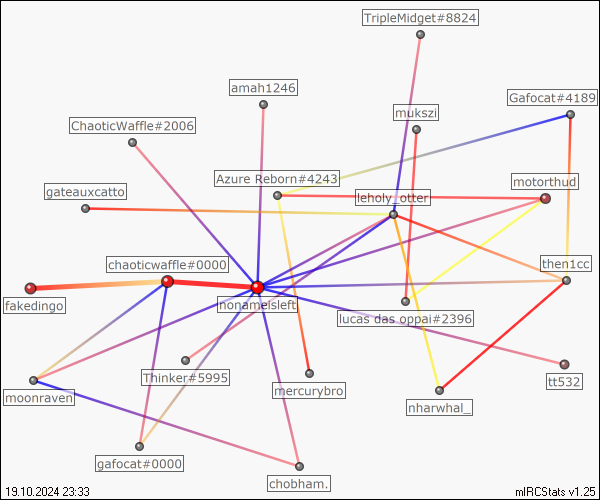 TripleMidget#8824
amah1246
Gafocat#4189
mukszi
ChaoticWaffle#2006
Azure Reborn#4243
motorthud
gateauxcatto
leholy_otter
chaoticwaffle#0000
then1cc
fakedingo
nonameisleft
lucas das oppai#2396
Thinker#5995
tt532
mercurybro
moonraven
nharwhal_
gafocat#0000
chobham.
19.10.2024 23:33
mIRCStats v1.25